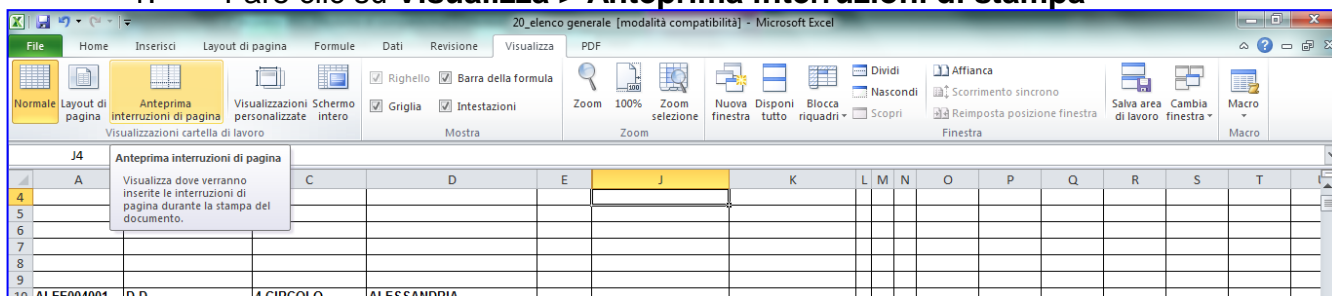 Fare clic su Visualizza > Anteprima interruzioni di stampa
20_elenco generale [modalità compatibilità] - Microsoft Excel
File Home Inserisci Layout di pagina Formule Dati Revisione Visualizza PDF
Normale Layout di pagina Anteprima interruzioni di pagina Visualizzazioni personalizzate Schermo intero
Visualizzazioni cartella di lavoro
Righello Barra della formula
Griglia Intestazioni
Mostra
Zoom 100% Zoom selezione
Zoom
Nuova finestra Disponi tutto Blocca riquadri
Dividi
Nascondi
Scopri
Affianca
Scorrimento sincrono
Reimposta posizione finestra
Salva area di lavoro Cambia finestra
Finestra
Macro
Macro
J4
Anteprima interruzioni di pagina
Visualizza dove verranno
inserite le interruzioni di
pagina durante la stampa del
documento.
A C D E J K L M N O P Q R S T
4
5
6
7
8
9
10 ALEE004001 D.D. 4 CIRCOLO ALESSANDRIA